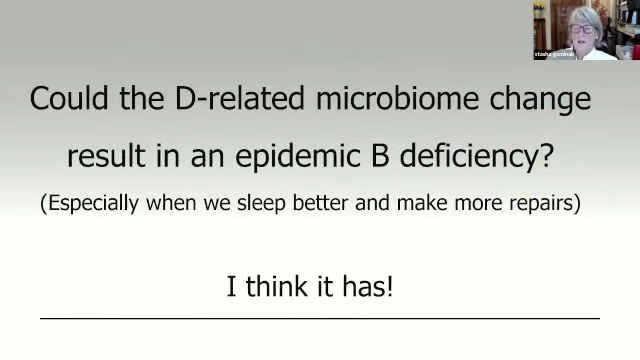 Could the D-related microbiome change
result in an epidemic B deficiency?
(Especially when we sleep better and make more repairs)
I think it has!